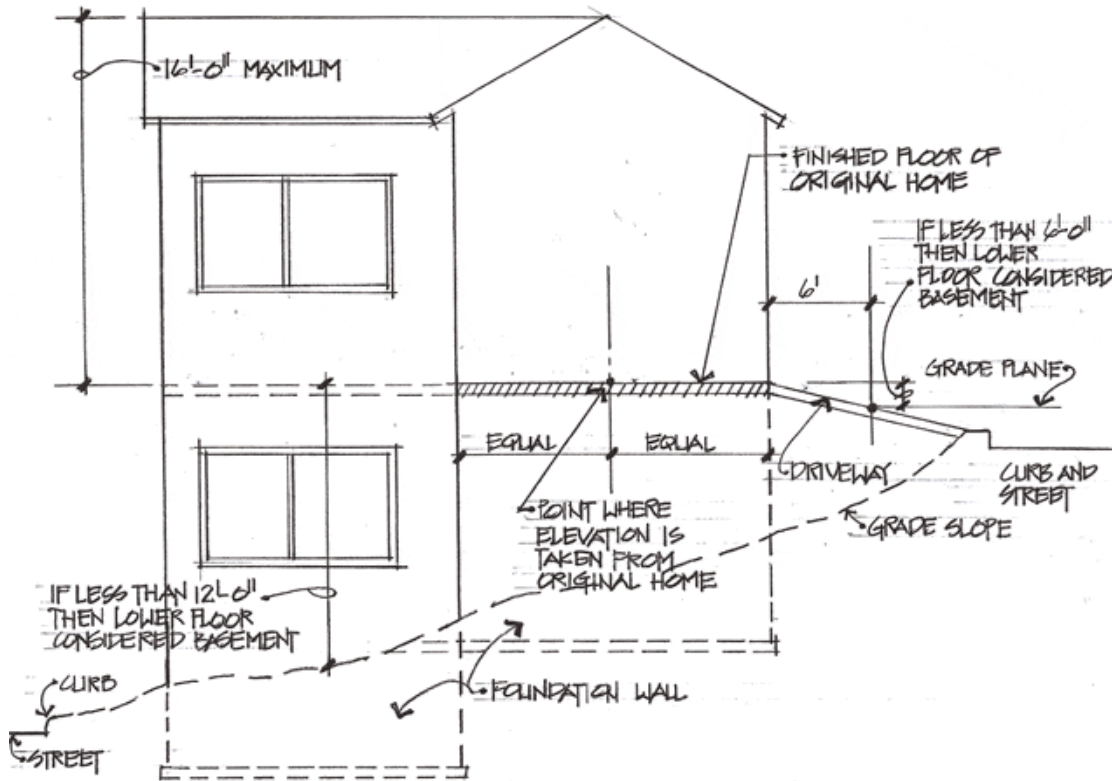 16'-0" MAXIMUM
FINISHED FLOOR OF
ORIGINAL HOME
IF LESS THAN 6'-0"
THEN LOWER
FLOOR CONSIDERED
BASEMENT
6'
GRADE PLANE
EQUAL
EQUAL
DRIVEWAY
CURB AND
STREET
GRADE SLOPE
POINT WHERE
ELEVATION IS
TAKEN FROM
ORIGINAL HOME
IF LESS THAN 12'-0"
THEN LOWER FLOOR
CONSIDERED BASEMENT
CURB
FOUNDATION WALL
STREET